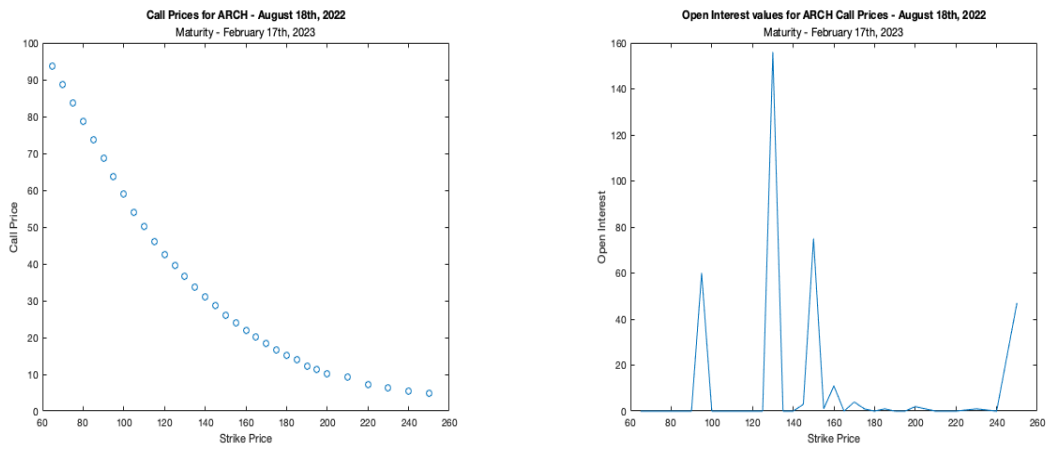 Call Prices for ARCH - August 18th, 2022
Maturity - February 17th, 2023
100
90
80
70
60
50
40
30
20
10
0
Call Price
60 80 100 120 140 160 180 200 220 240 260
Strike Price
Open Interest values for ARCH Call Prices - August 18th, 2022
Maturity - February 17th, 2023
160
140
120
100
80
60
40
20
0
Open Interest
60 80 100 120 140 160 180 200 220 240 260
Strike Price